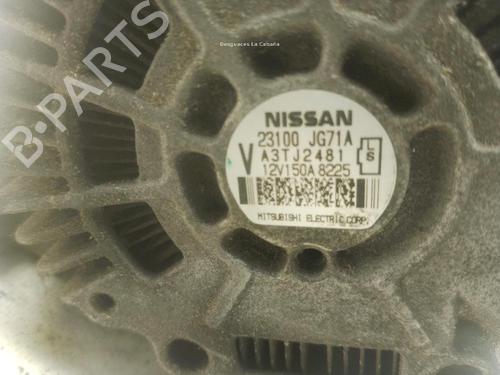 Desguaces La Cabaña
B-PARTS
NISSAN
23100 JG71A
V A3TJ2481
L
S
12V150A 8225
MITSUBISHI ELECTRIC CORP.